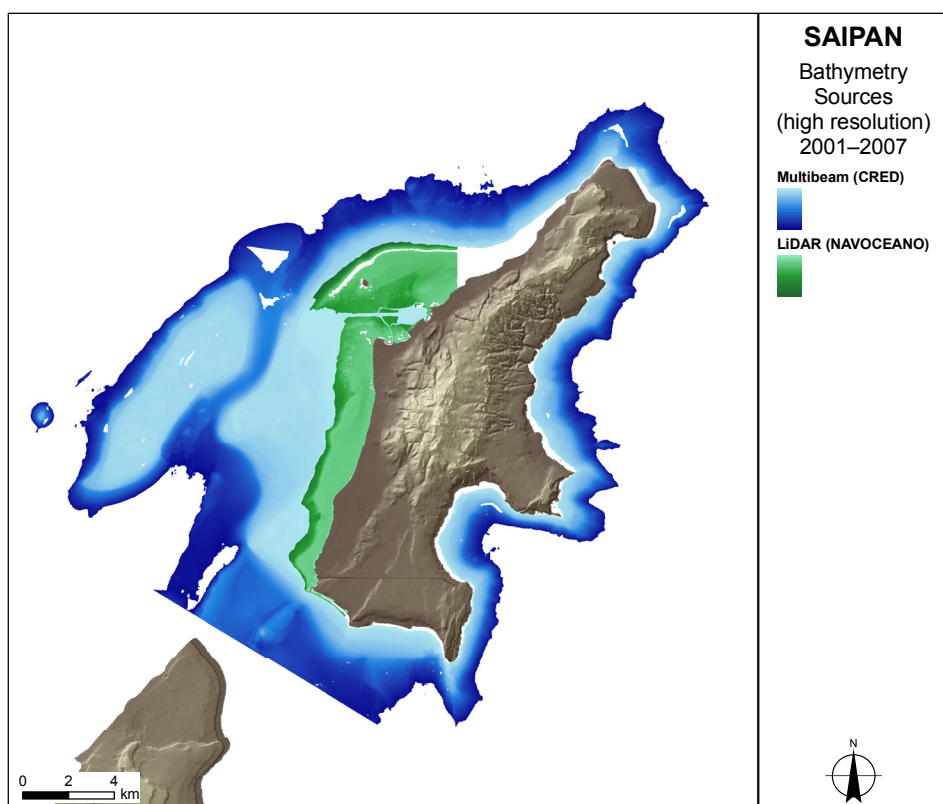 SAIPAN
Bathymetry
Sources
(high resolution)
2001–2007
Multibeam (CRED)
LiDAR (NAVOCEANO)
N
0 2 4
km